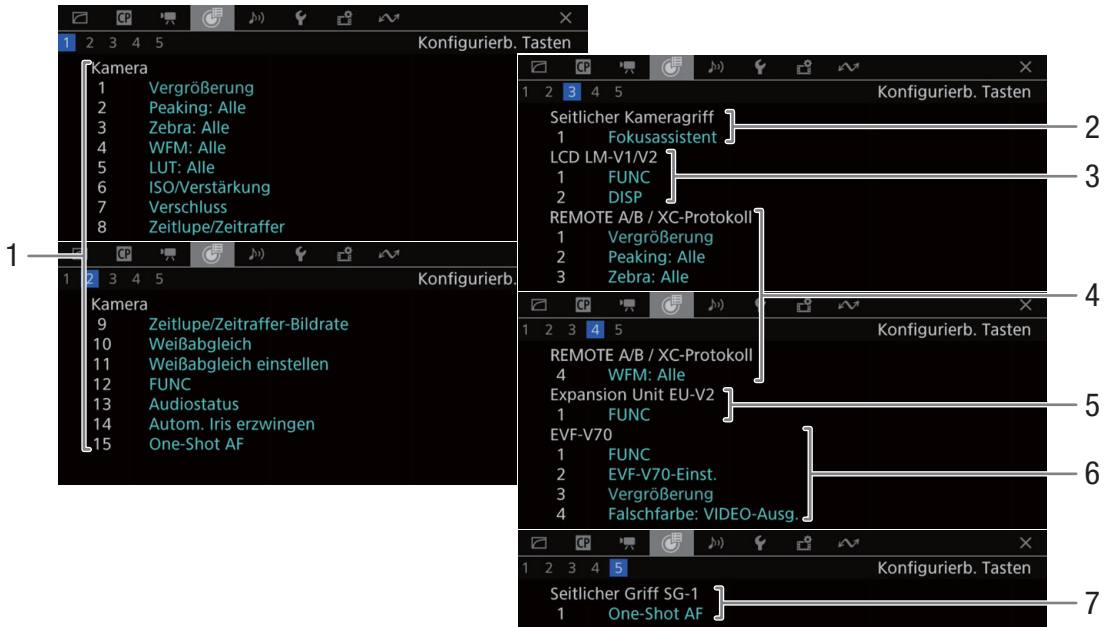 CP
1 2 3 4 5 Konfigurierb. Tasten
Kamera
1 Vergrößerung
2 Peaking: Alle
3 Zebra: Alle
4 WFM: Alle
5 LUT: Alle
6 ISO/Verstärkung
7 Verschluss
8 Zeitlupe/Zeitraffer
1
CP
1 2 3 4 5 Konfigurierb.
Kamera
9 Zeitlupe/Zeitraffer-Bildrate
10 Weißabgleich
11 Weißabgleich einstellen
12 FUNC
13 Audiostatus
14 Autom. Iris erzwingen
15 One-Shot AF
CP
1 2 3 4 5 Konfigurierb. Tasten
Seitlicher Kameragriff
1 Fokusassistent
2
LCD LM-V1/V2
1 FUNC
2 DISP
3
REMOTE A/B / XC-Protokoll
1 Vergrößerung
2 Peaking: Alle
3 Zebra: Alle
4
CP
1 2 3 4 5 Konfigurierb. Tasten
REMOTE A/B / XC-Protokoll
4 WFM: Alle
Expansion Unit EU-V2
1 FUNC
5
EVF-V70
1 FUNC
2 EVF-V70-Einst.
3 Vergrößerung
4 Falschfarbe: VIDEO-Ausg.
6
CP
1 2 3 4 5 Konfigurierb. Tasten
Seitlicher Griff SG-1
1 One-Shot AF
7